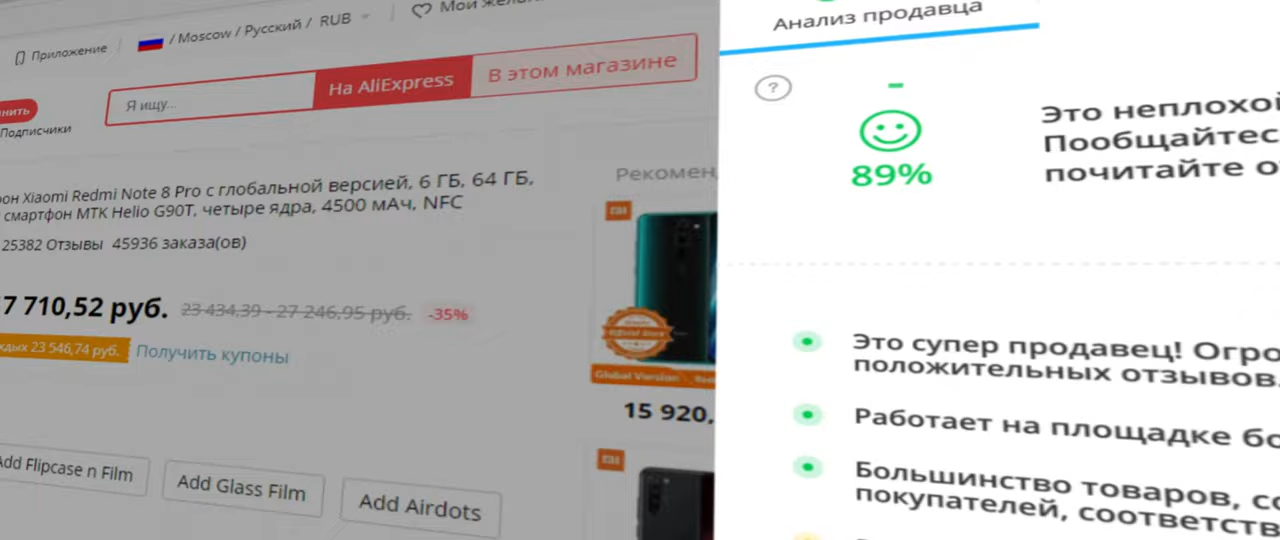 Приложение
/ Moscow / Русский / RUB
Мои
Подписчики
Я ищу...
На AliExpress
В этом магазине
Xiaomi Redmi Note 8 Pro с глобальной версией, 6 ГБ, 64 ГБ,
смартфон MTK Helio G90T, четыре ядра, 4500 мАч, NFC
25382 Отзывы 45936 заказа(ов)
7 710,52 руб. 23 434,39 - 27 246,95 руб. -35%
23 546,74 руб. Получить купоны
Add Flipcase n Film
Add Glass Film
Add Airdots
Рекомен
Global Version
15 920,
Анализ продавца
?
-
89%
Это неплохой
Пообщайтесь
почитайте о
Это супер продавец! Огро
положительных отзывов.
Работает на площадке бо
Большинство товаров, со
покупателей, соответств